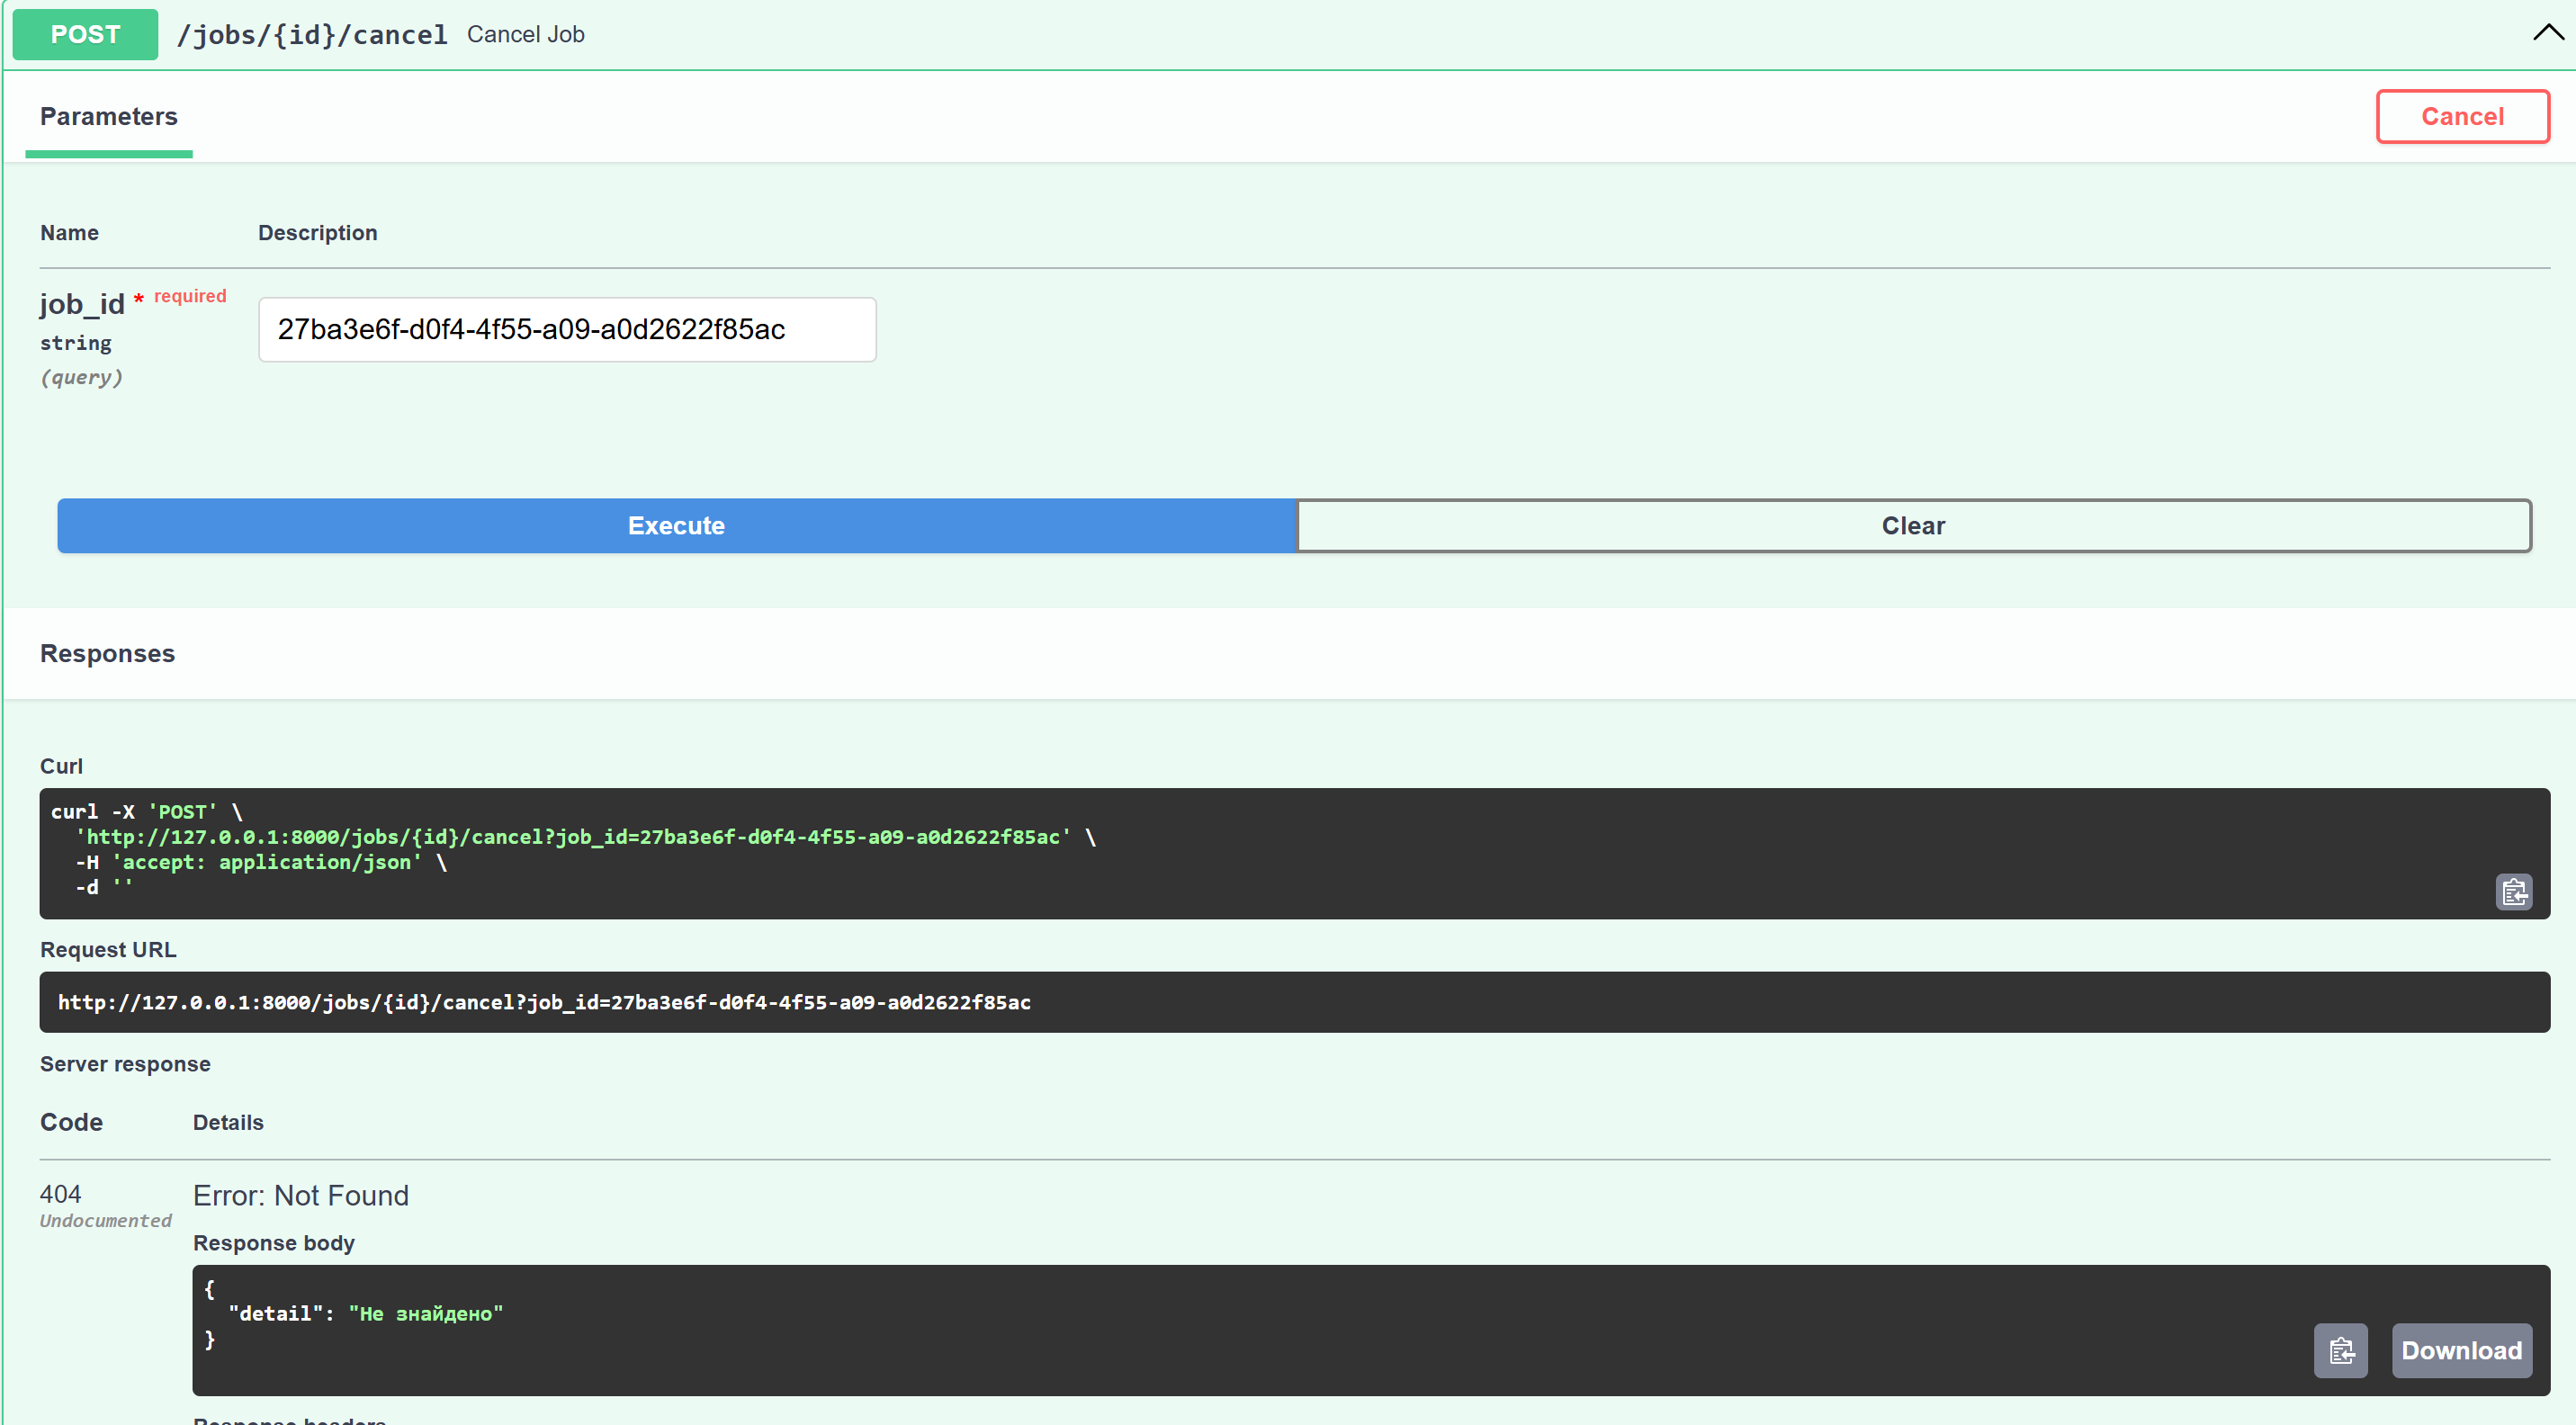 POST /jobs/{id}/cancel Cancel Job
Parameters
Cancel
Name Description
job_id * required
string
(query)
27ba3e6f-d0f4-4f55-a09-a0d2622f85ac
Execute
Clear
Responses
Curl
curl -X 'POST' \
'http://127.0.0.1:8000/jobs/{id}/cancel?job_id=27ba3e6f-d0f4-4f55-a09-a0d2622f85ac' \
-H 'accept: application/json' \
-d ''
Request URL
http://127.0.0.1:8000/jobs/{id}/cancel?job_id=27ba3e6f-d0f4-4f55-a09-a0d2622f85ac
Server response
Code Details
404
Undocumented
Error: Not Found
Response body
{
"detail": "Не знайдено"
}
Download
Response headers